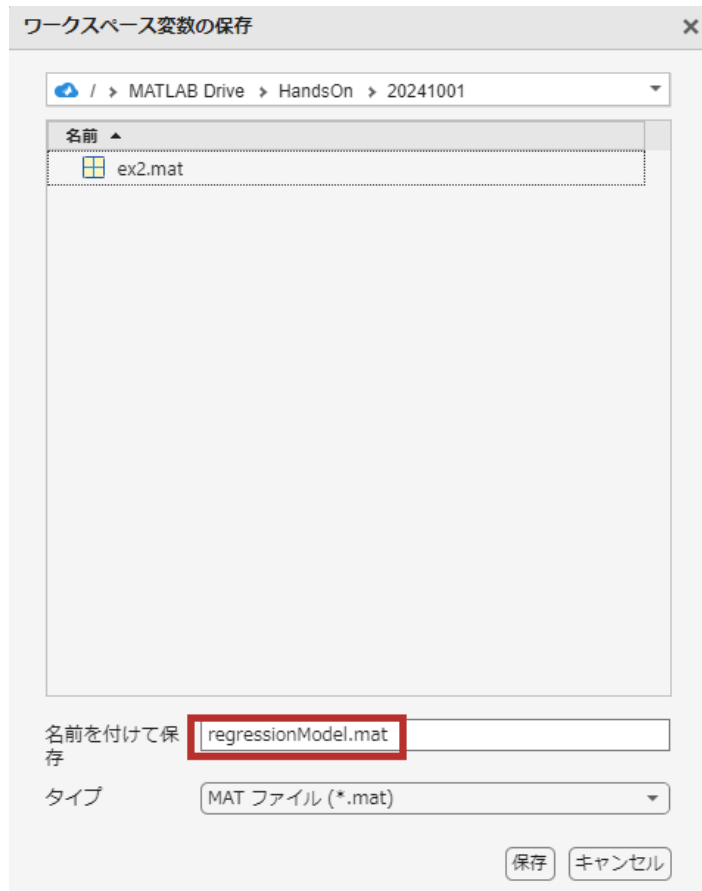 ワークスペース変数の保存
/ > MATLAB Drive > HandsOn > 20241001
名前
ex2.mat
名前を付けて保
存
regressionModel.mat
タイプ
MAT ファイル (*.mat)
保存 キャンセル